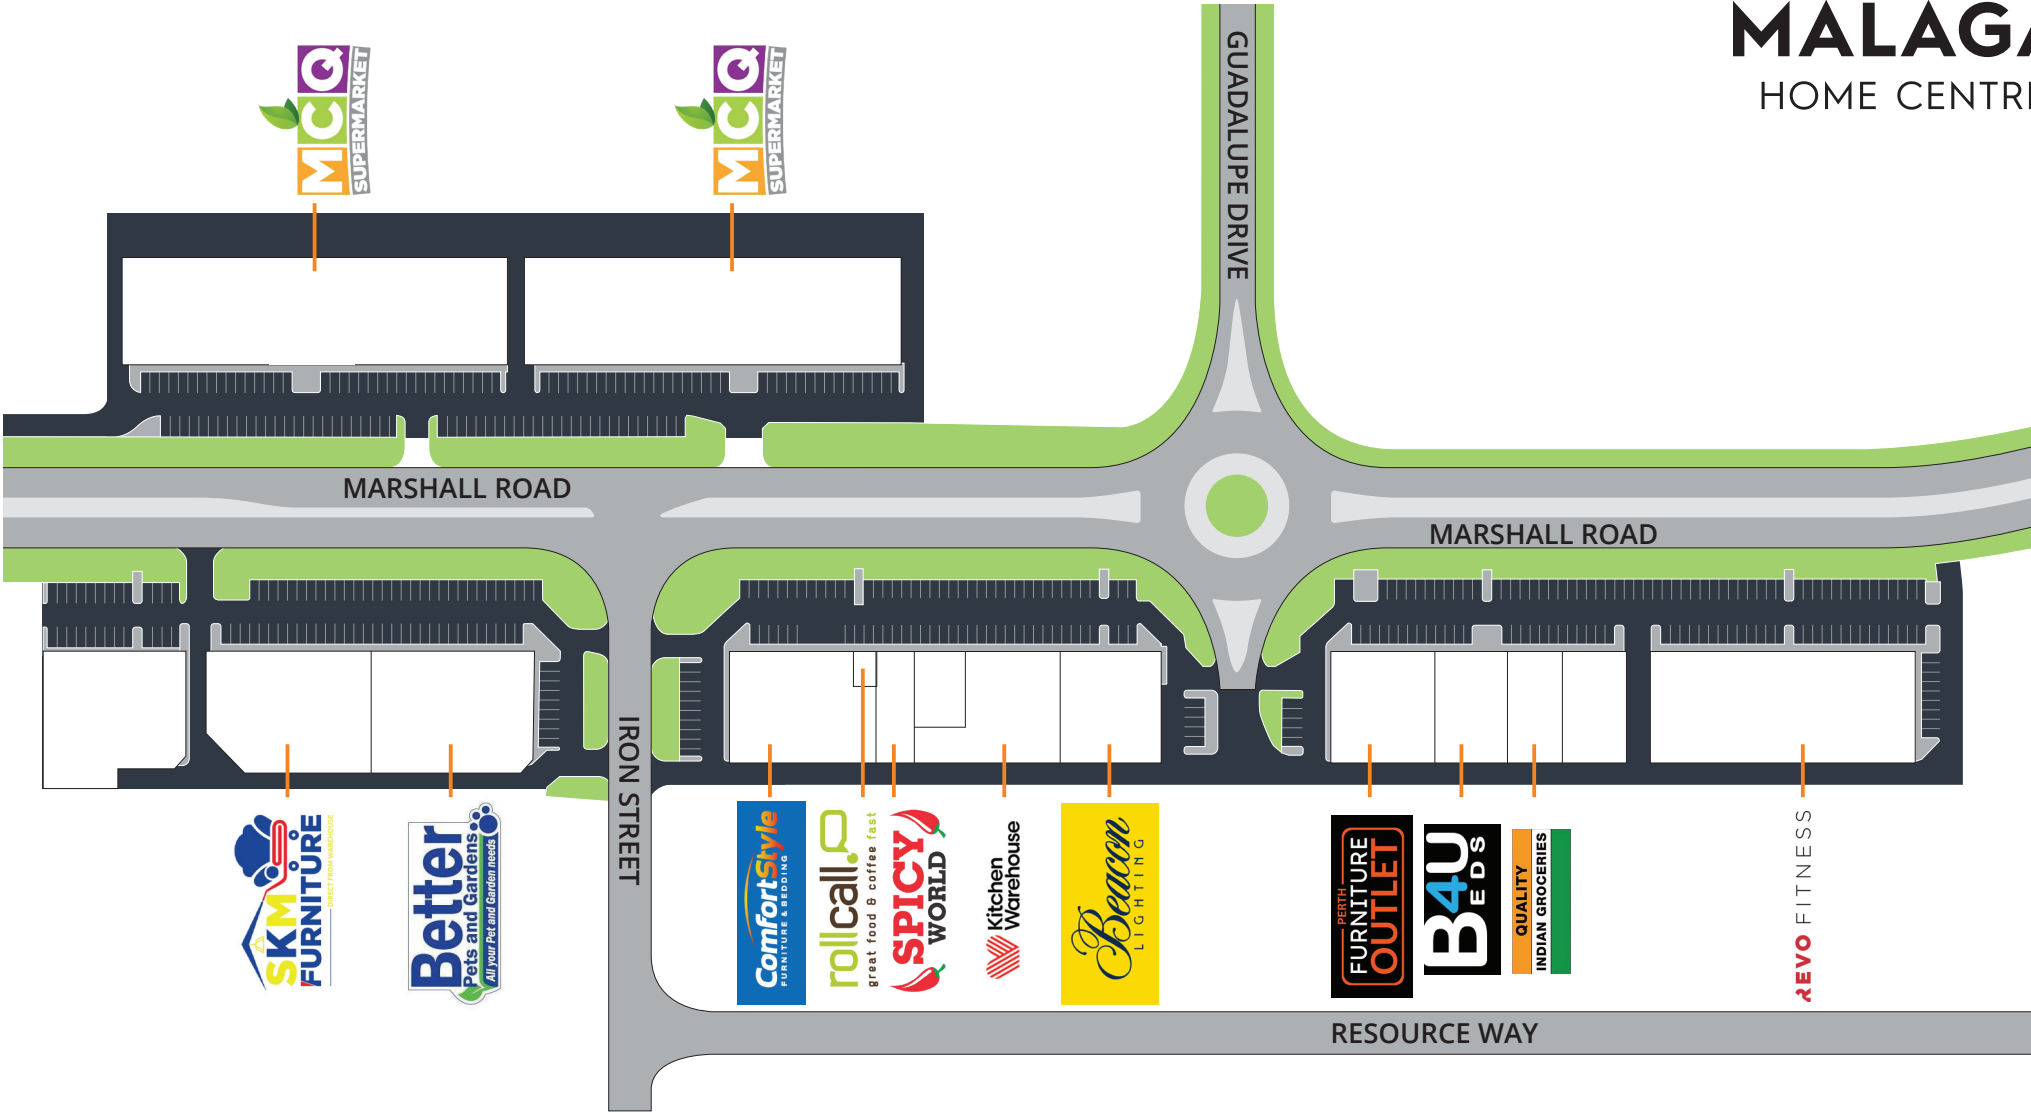 MALAGA
HOME CENTRE
MCQ
SUPERMARKET
MCQ
SUPERMARKET
GUADALUPE DRIVE
MARSHALL ROAD
MARSHALL ROAD
IRON STREET
RESOURCE WAY
SKM
FURNITURE
DIRECT FROM WAREHOUSE
Better
Pets and Gardens
All your Pet and Garden needs
ComfortStyle
FURNITURE & BEDDING
rollcall.
great food & coffee fast
SPICY
WORLD
Kitchen
Warehouse
Beacon
LIGHTING
PERTH
FURNITURE
OUTLET
B4U
BEDS
QUALITY
INDIAN GROCERIES
REVO FITNESS